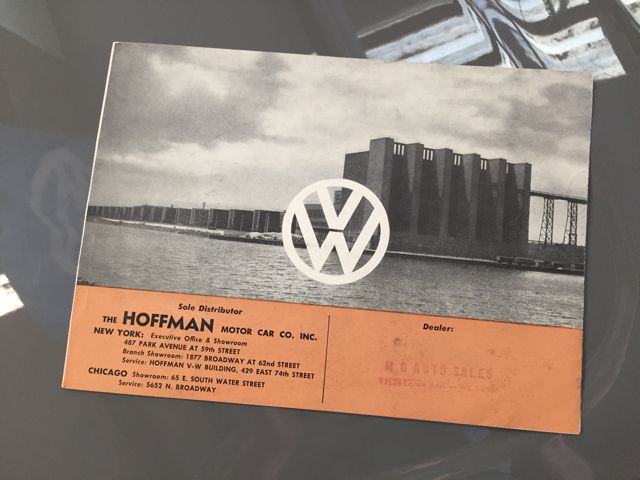 VW
Sole Distributor
THE HOFFMAN MOTOR CAR CO. INC.
NEW YORK: Executive Office & Showroom
487 PARK AVENUE AT 59TH STREET
Branch Showroom: 1877 BROADWAY AT 62ND STREET
Service: HOFFMAN V-W BUILDING, 429 EAST 74TH STREET
CHICAGO Showroom: 65 E. SOUTH WATER STREET
Service: 5652 N. BROADWAY
Dealer:
M G AUTO SALES